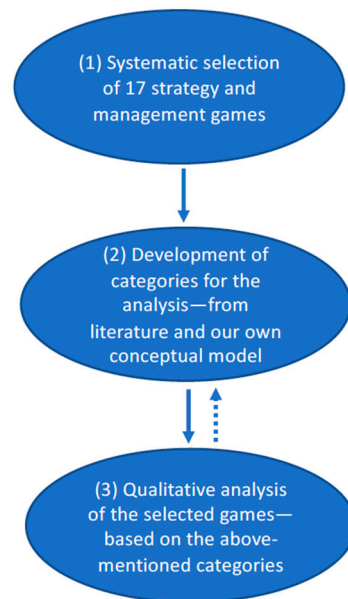 (1) Systematic selection
of 17 strategy and
management games
(2) Development of
categories for the
analysis—from
literature and our own
conceptual model
(3) Qualitative analysis
of the selected games—
based on the above-
mentioned categories